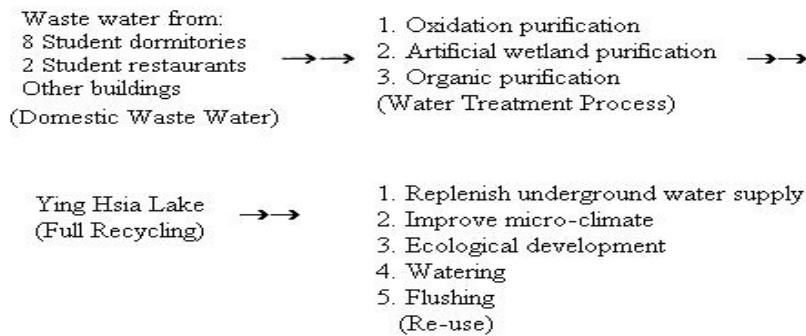 Waste water from:
8 Student dormitories
2 Student restaurants
Other buildings
(Domestic Waste Water)
→→
1. Oxidation purification
2. Artificial wetland purification
3. Organic purification
(Water Treatment Process)
→→
Ying Hsia Lake
(Full Recycling)
→→
1. Replenish underground water supply
2. Improve micro-climate
3. Ecological development
4. Watering
5. Flushing
(Re-use)